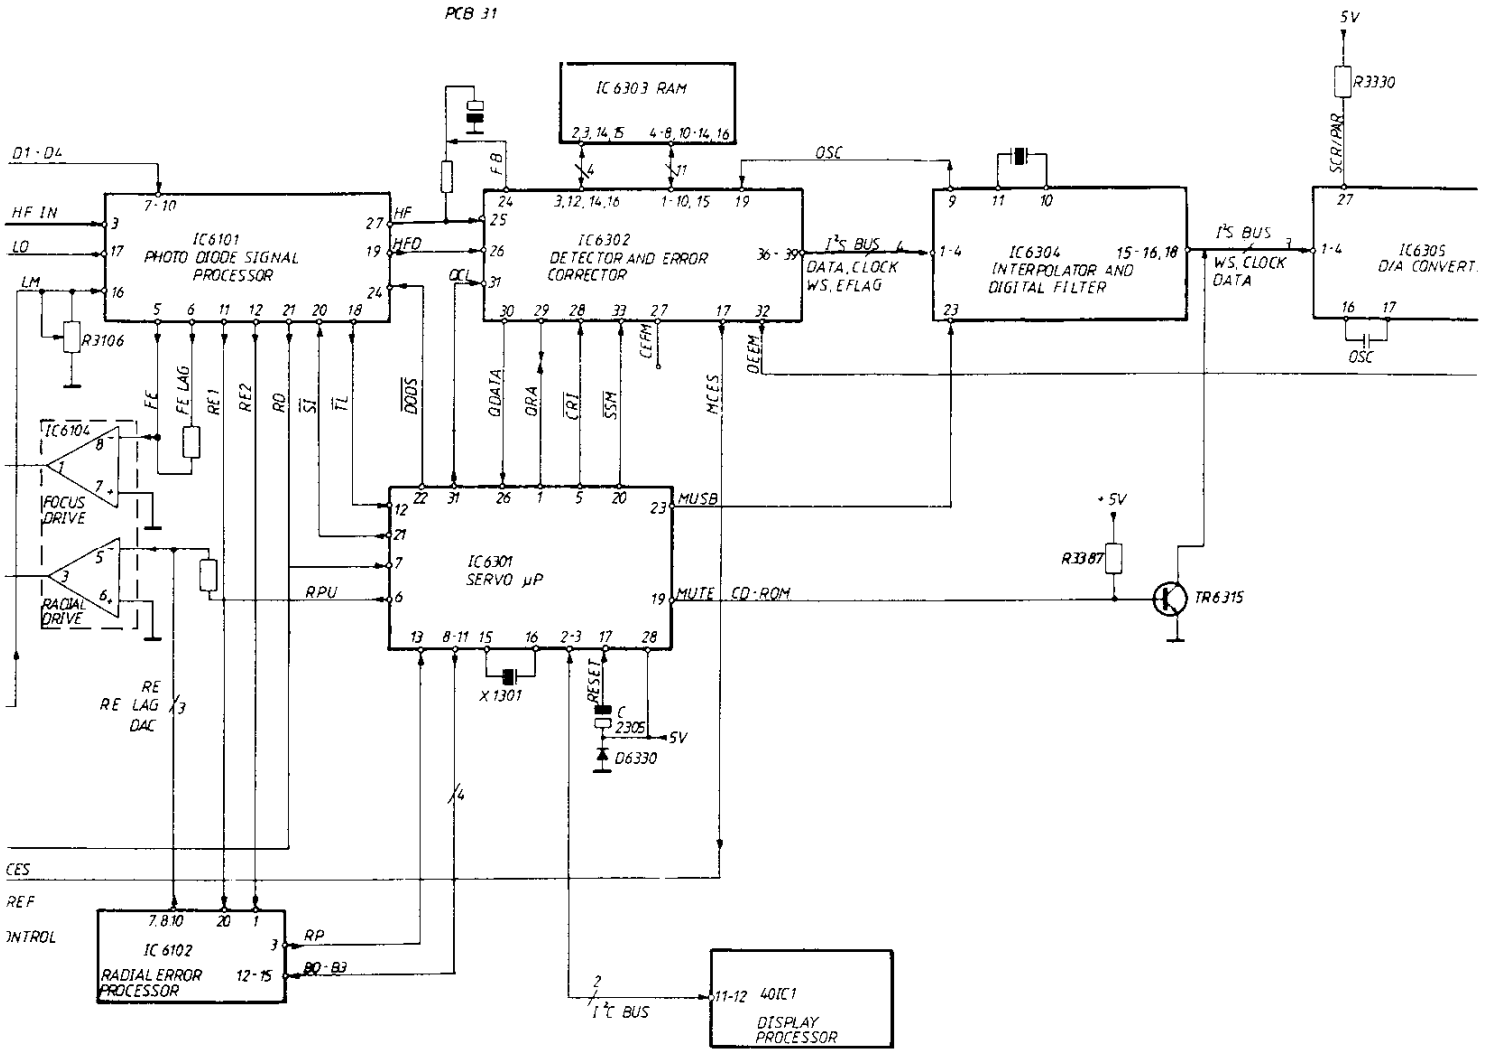 PCB 31
5V
R3330
SCR/PAR
IC6303 RAM
2,3,14,15
4-8,10-14,16
4
11
D1-D4
7-10
HF IN
3
LO
17
LM
16
IC6101
PHOTO DIODE SIGNAL
PROCESSOR
27
HF
19
HFD
24
5
6
11
12
21
20
18
R3106
FB
24
3,12,14,16
1-10,15
19
OSC
25
26
QCL
31
IC6302
DETECTOR AND ERROR
CORRECTOR
36-39
30
29
28
33
27
17
32
I²S BUS
4
DATA, CLOCK
WS, EFLAG
9
11
10
1-4
IC6304
INTERPOLATOR AND
DIGITAL FILTER
15-16,18
23
I²S BUS
3
WS, CLOCK
DATA
27
1-4
IC6305
D/A CONVERT.
16
17
OSC
FE
FE LAG
RE1
RE2
RD
SI
TL
DODS
QDATA
QRA
CRI
SSM
CEFM
MCES
DEEM
IC6104
8
-
1
7
+
FOCUS
DRIVE
5
-
3
6
+
RADIAL
DRIVE
22
31
26
1
5
20
12
21
7
RPU
6
IC6301
SERVO µP
23
MUSB
19
MUTE
CD-ROM
13
8-11
15
16
2-3
17
28
+5V
R3387
TR6315
X1301
RESET
C
2305
5V
D6330
RE
RE LAG
DAC
3
4
CES
REF
ONTROL
7,8,10
20
1
IC6102
RADIAL ERROR
PROCESSOR
3
RP
12-15
B0-B3
2
I²C BUS
11-12
40IC1
DISPLAY
PROCESSOR